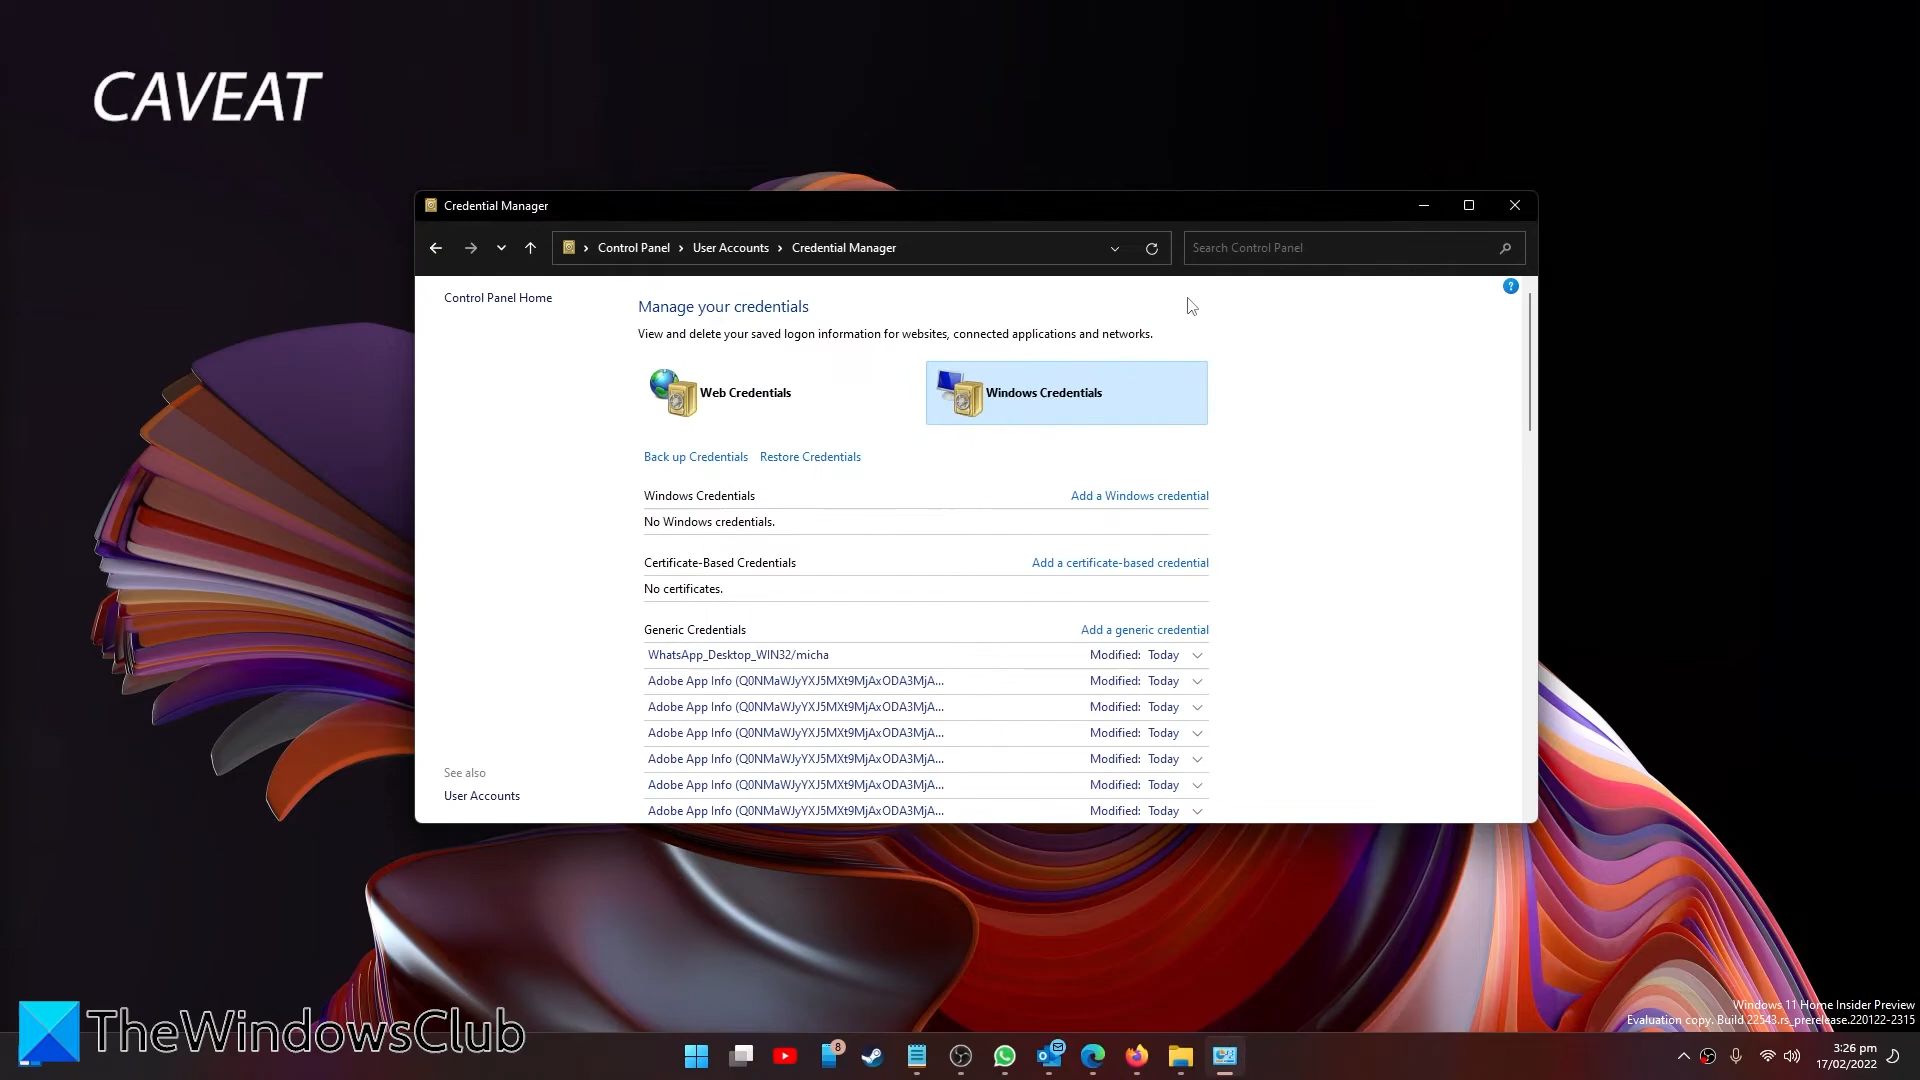 CAVEAT
Credential Manager
Control Panel
User Accounts
Credential Manager
Search Control Panel
Control Panel Home
?
Manage your credentials
View and delete your saved logon information for websites, connected applications and networks.
Web Credentials
Windows Credentials
Back up Credentials
Restore Credentials
Windows Credentials
Add a Windows credential
No Windows credentials.
Certificate-Based Credentials
Add a certificate-based credential
No certificates.
Generic Credentials
Add a generic credential
WhatsApp_Desktop_WIN32/micha
Modified: Today
Adobe App Info (Q0NMaWJyYXJ5MXt9MjAxODA3MjA...
Modified: Today
Adobe App Info (Q0NMaWJyYXJ5MXt9MjAxODA3MjA...
Modified: Today
Adobe App Info (Q0NMaWJyYXJ5MXt9MjAxODA3MjA...
Modified: Today
Adobe App Info (Q0NMaWJyYXJ5MXt9MjAxODA3MjA...
Modified: Today
Adobe App Info (Q0NMaWJyYXJ5MXt9MjAxODA3MjA...
Modified: Today
Adobe App Info (Q0NMaWJyYXJ5MXt9MjAxODA3MjA...
Modified: Today
See also
User Accounts
TheWindowsClub
Windows 11 Home Insider Preview
Evaluation copy. Build 22543.rs_prerelease.220122-2315
8
3:26 pm
17/02/2022